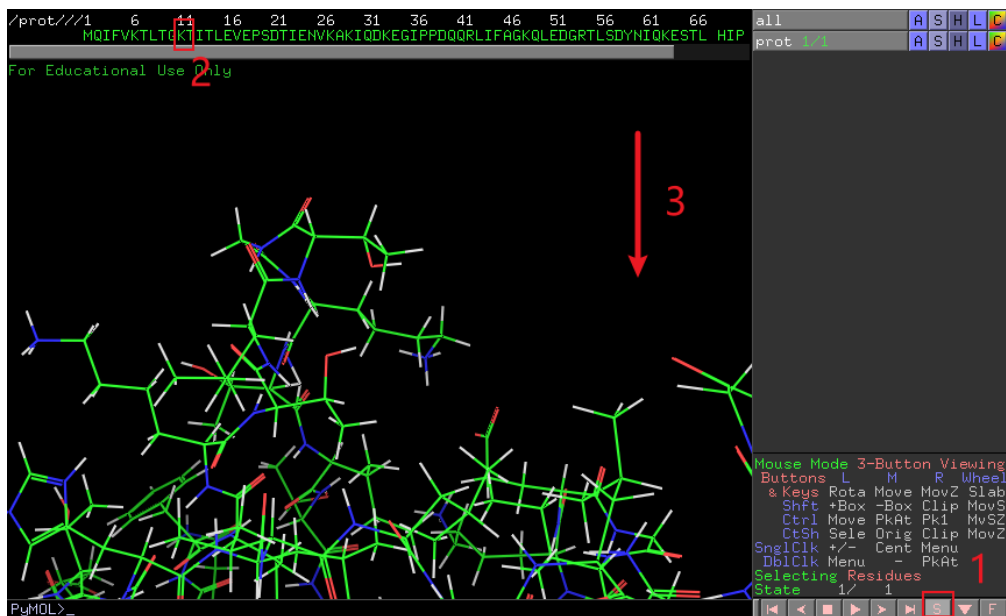 /prot///1 6 11 16 21 26 31 36 41 46 51 56 61 66
MQIFVKTLTGKTITLEVEPSDTIENVKAKIQDKEGIPPDQQRLIFAGKQLEDGRTLSDYNIQKESTL HIP
2
For Educational Use Only
3
all A S H L C
prot 1/1 A S H L C
Mouse Mode 3-Button Viewing
Buttons L M R Wheel
& Keys Rota Move MovZ Slab
Shft +Box -Box Clip MovS
Ctrl Move PkAt Pk1 MvSZ
CtSh Sele Orig Clip MovZ
SnglClk +/- Cent Menu
DblClk Menu - PkAt
1
Selecting Residues
State 1/ 1
PyMOL>_ S F